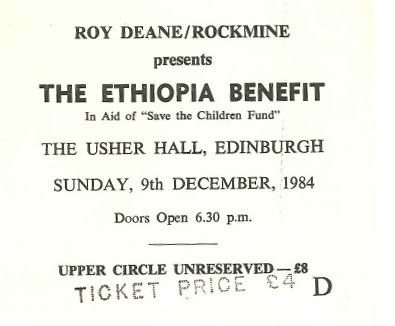 ROY DEANE/ROCKMINE
presents
THE ETHIOPIA BENEFIT
In Aid of “Save the Children Fund”
THE USHER HALL, EDINBURGH
SUNDAY, 9th DECEMBER, 1984
Doors Open 6.30 p.m.
UPPER CIRCLE UNRESERVED—£8
TICKET PRICE £4 D